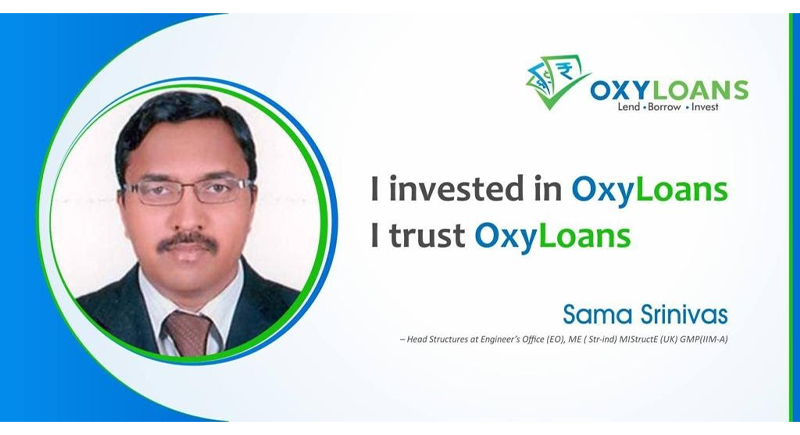 OXYLOANS
Lend • Borrow • Invest
I invested in OxyLoans
I trust OxyLoans
Sama Srinivas
– Head Structures at Engineer's Office (EO), ME ( Str-ind) MIStructE (UK) GMP(IIM-A)